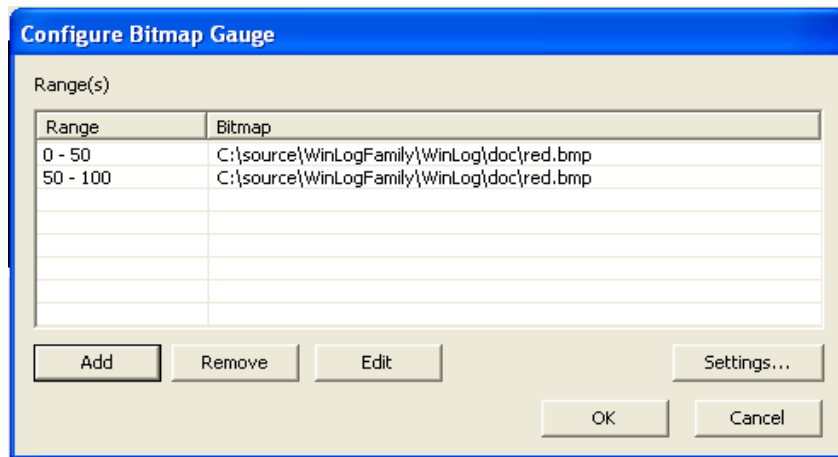 Configure Bitmap Gauge
Range(s)
Range Bitmap
0 - 50 C:\source\WinLogFamily\WinLog\doc\red.bmp
50 - 100 C:\source\WinLogFamily\WinLog\doc\red.bmp
Add Remove Edit Settings...
OK Cancel